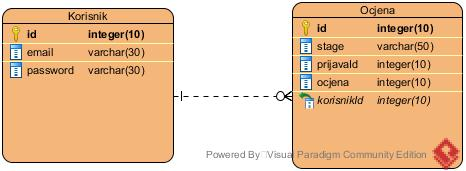 Korisnik
id integer(10)
email varchar(30)
password varchar(30)
Ocjena
id integer(10)
stage varchar(50)
prijavaId integer(10)
ocjena integer(10)
korisnikId integer(10)
Powered By Visual Paradigm Community Edition